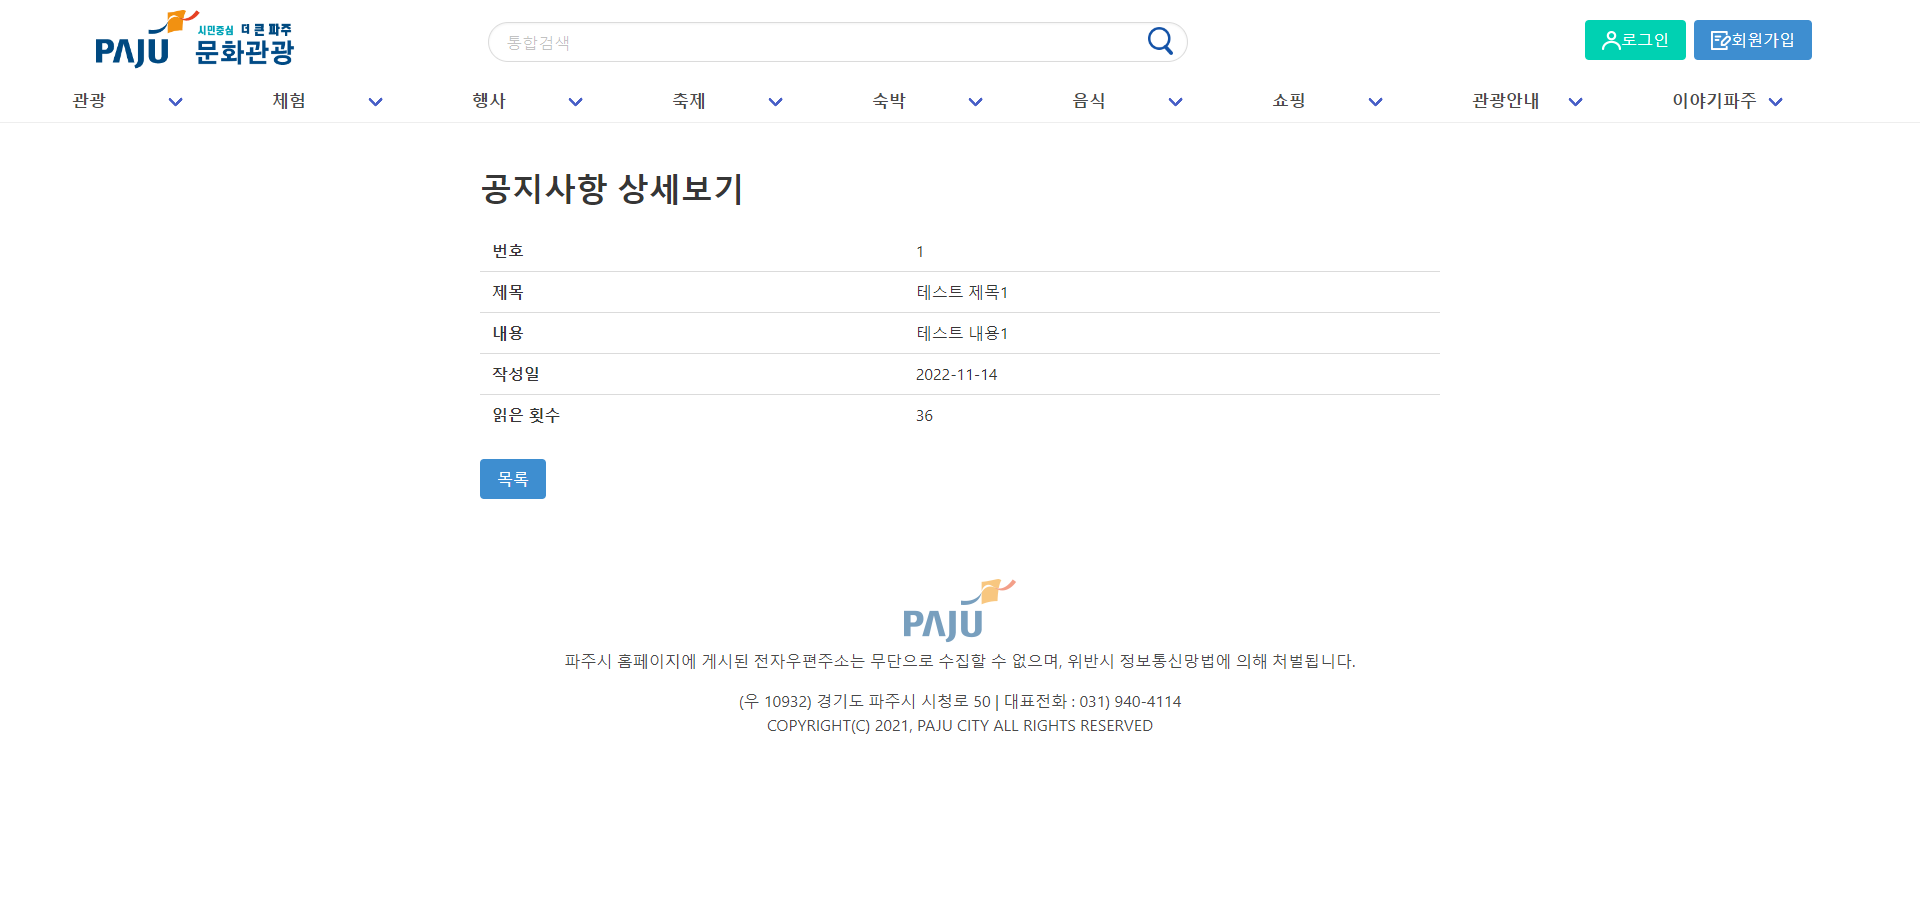 PAJU 시민중심 더 큰 파주 문화관광
통합검색
로그인 회원가입
관광 체험 행사 축제 숙박 음식 쇼핑 관광안내 이야기파주
공지사항 상세보기
번호 1
제목 테스트 제목1
내용 테스트 내용1
작성일 2022-11-14
읽은 횟수 36
목록
PAJU
파주시 홈페이지에 게시된 전자우편주소는 무단으로 수집할 수 없으며, 위반시 정보통신망법에 의해 처벌됩니다.
(우 10932) 경기도 파주시 시청로 50 | 대표전화 : 031) 940-4114
COPYRIGHT(C) 2021, PAJU CITY ALL RIGHTS RESERVED